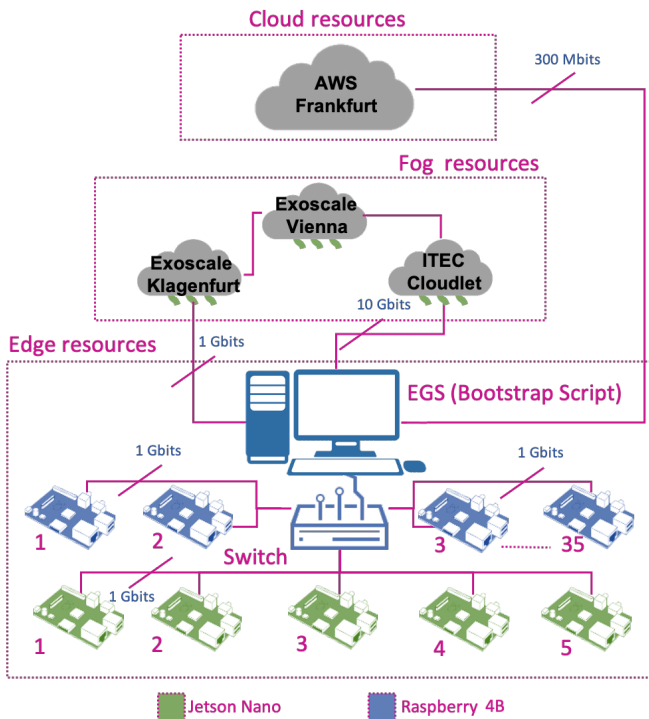 Cloud resources
300 Mbits
AWS
Frankfurt
Fog resources
Exoscale
Vienna
Exoscale
Klagenfurt
ITEC
Cloudlet
10 Gbits
1 Gbits
Edge resources
EGS (Bootstrap Script)
1 Gbits
1 Gbits
1
2
3
35
Switch
1 Gbits
1
2
3
4
5
Jetson Nano
Raspberry 4B